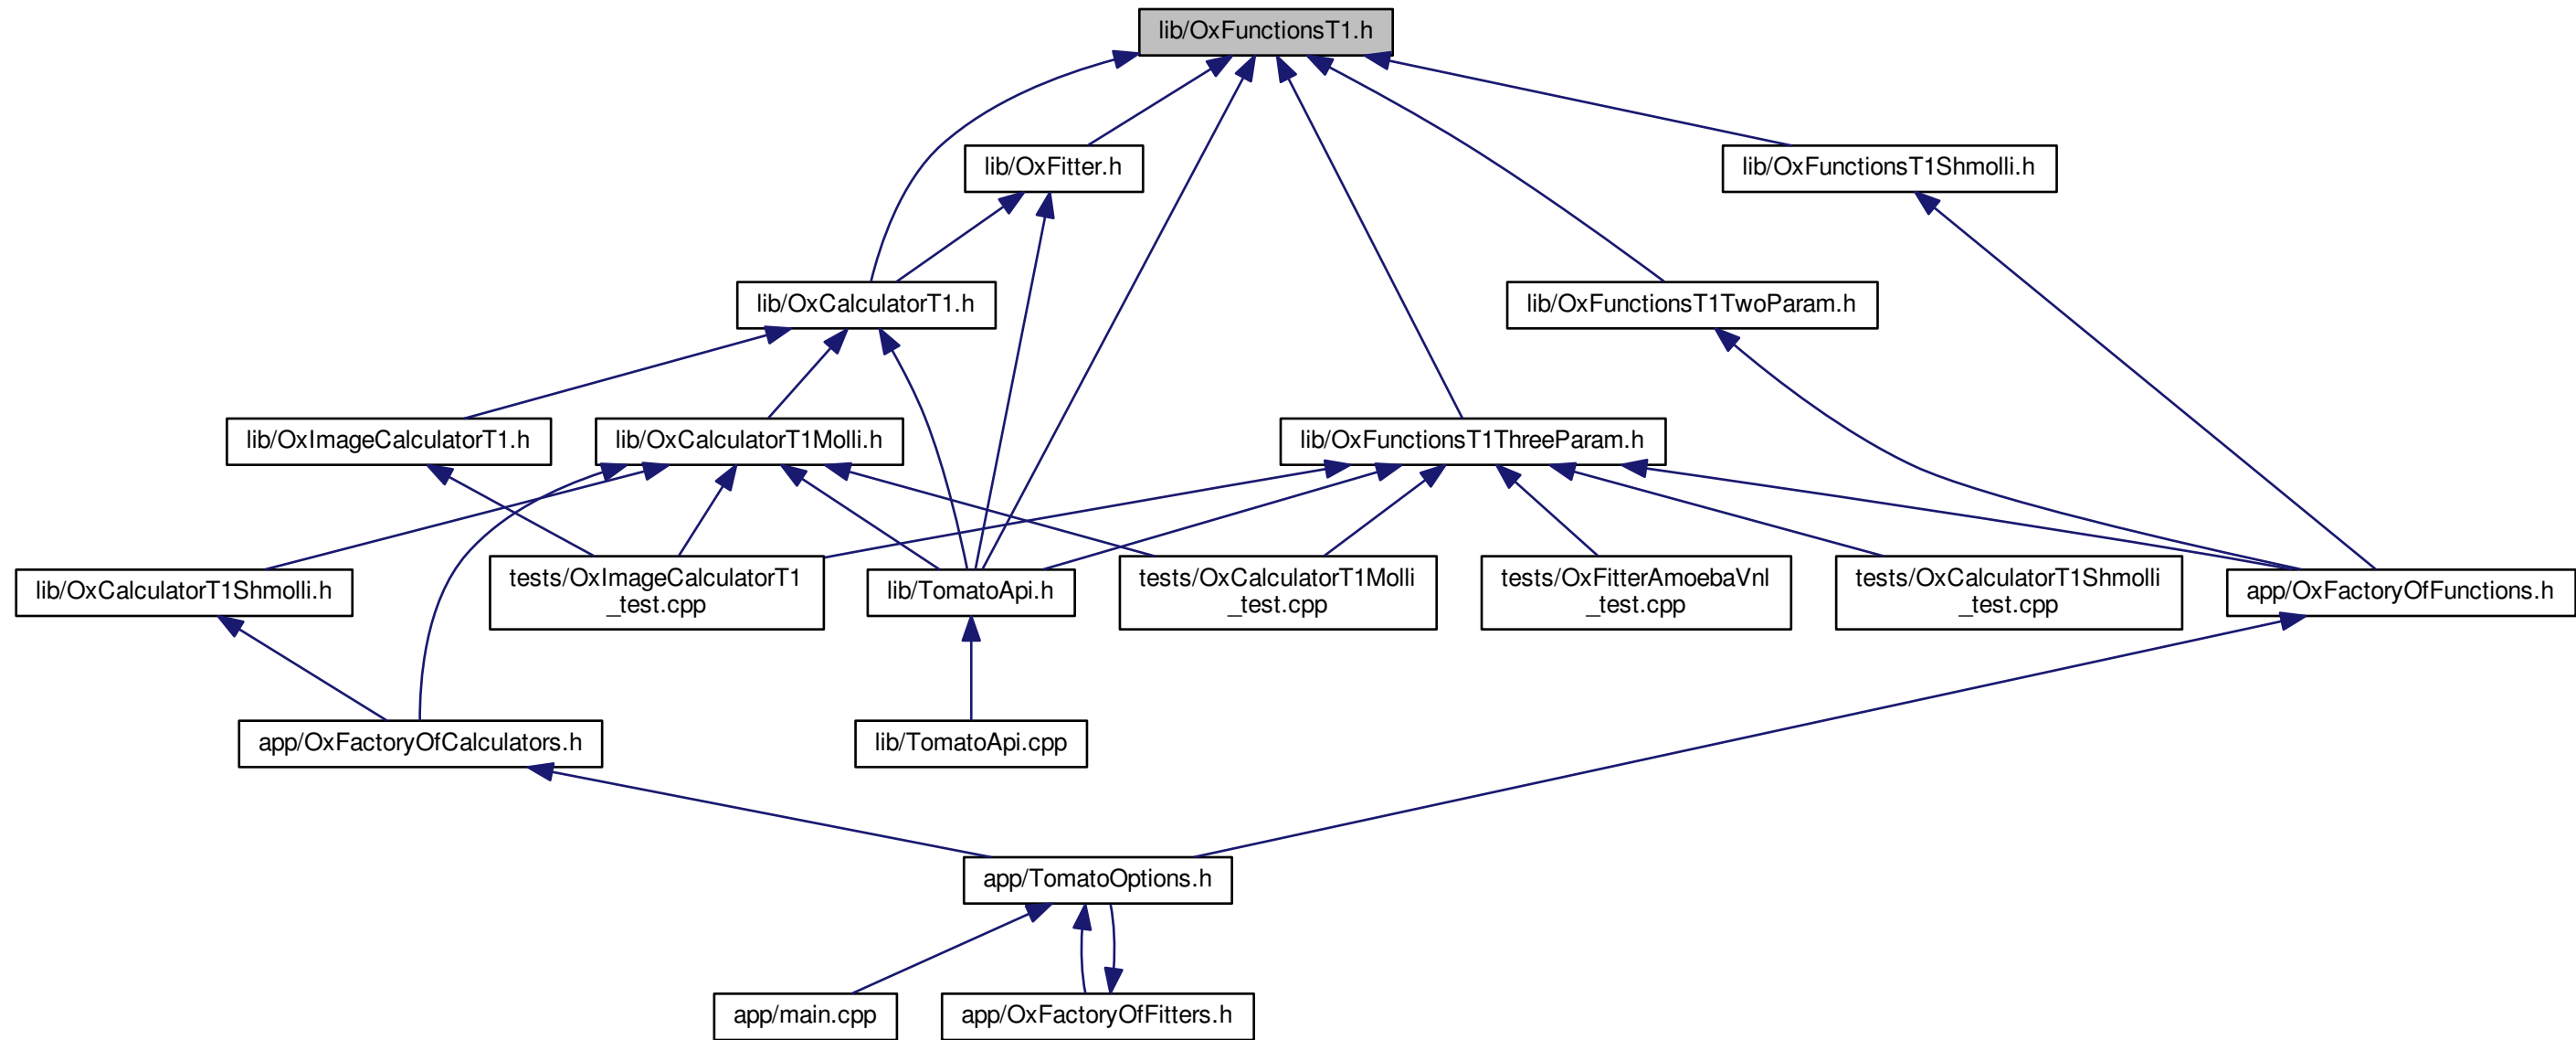 lib/OxFunctionsT1.h
lib/OxFitter.h
lib/OxFunctionsT1Shmolli.h
lib/OxCalculatorT1.h
lib/OxFunctionsT1TwoParam.h
lib/OxImageCalculatorT1.h
lib/OxCalculatorT1Molli.h
lib/OxFunctionsT1ThreeParam.h
lib/OxCalculatorT1Shmolli.h
tests/OxImageCalculatorT1
_test.cpp
lib/TomatoApi.h
tests/OxCalculatorT1Molli
_test.cpp
tests/OxFitterAmoebaVnl
_test.cpp
tests/OxCalculatorT1Shmolli
_test.cpp
app/OxFactoryOfFunctions.h
app/OxFactoryOfCalculators.h
lib/TomatoApi.cpp
app/TomatoOptions.h
app/main.cpp
app/OxFactoryOfFitters.h